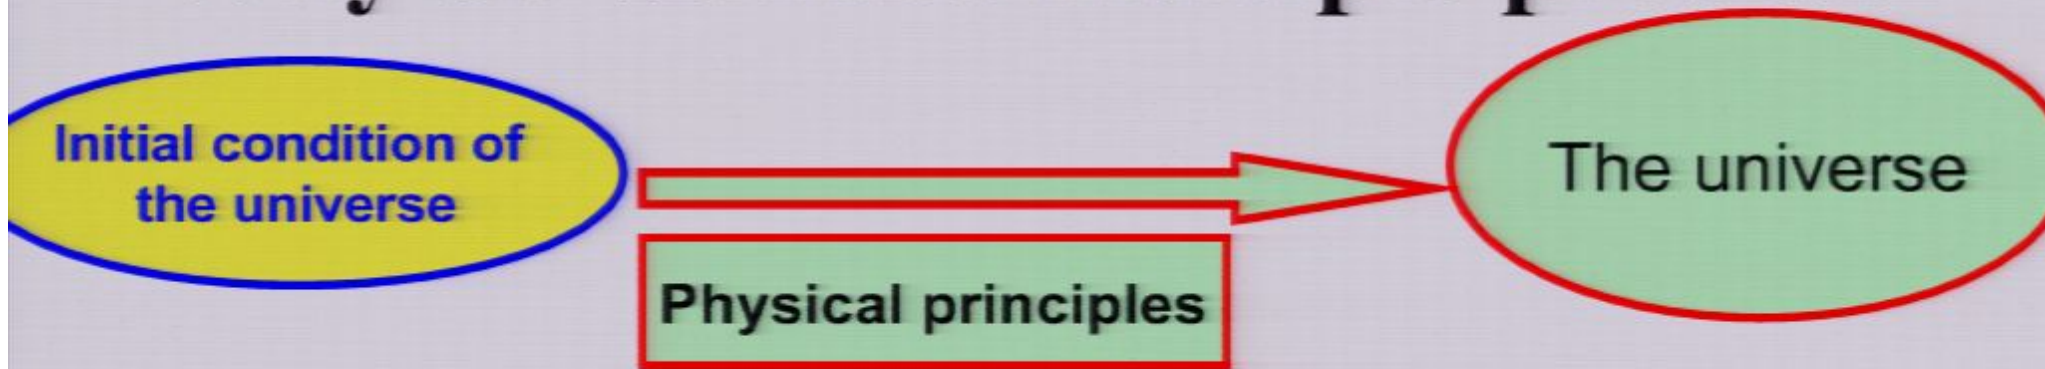 Initial condition of
the universe
The universe
Physical principles